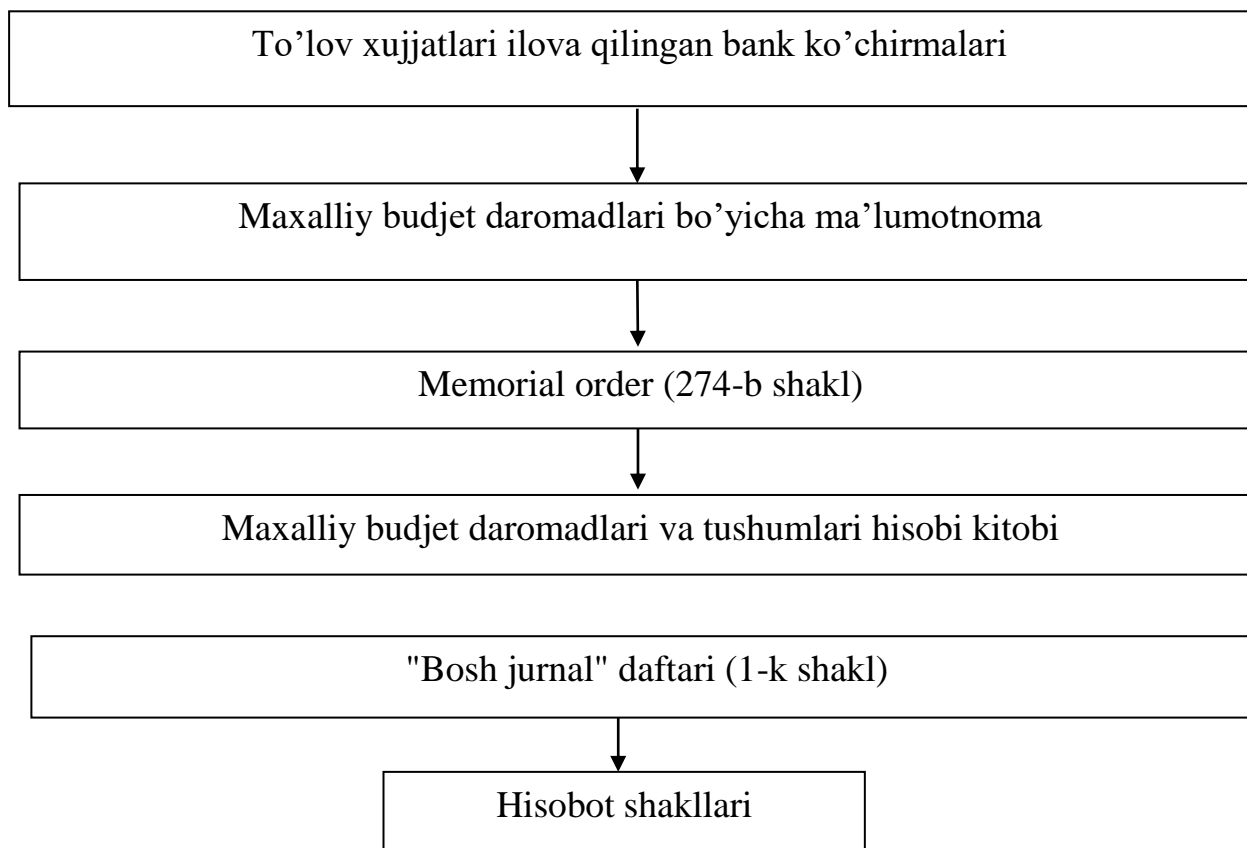 To’lov xujjatlari ilova qilingan bank ko’chirmalari
Maxalliy budjet daromadlari bo’yicha ma’lumotnoma
Memorial order (274-b shakl)
Maxalliy budjet daromadlari va tushumlari hisobi kitobi
"Bosh jurnal" daftari (1-k shakl)
Hisobot shakllari